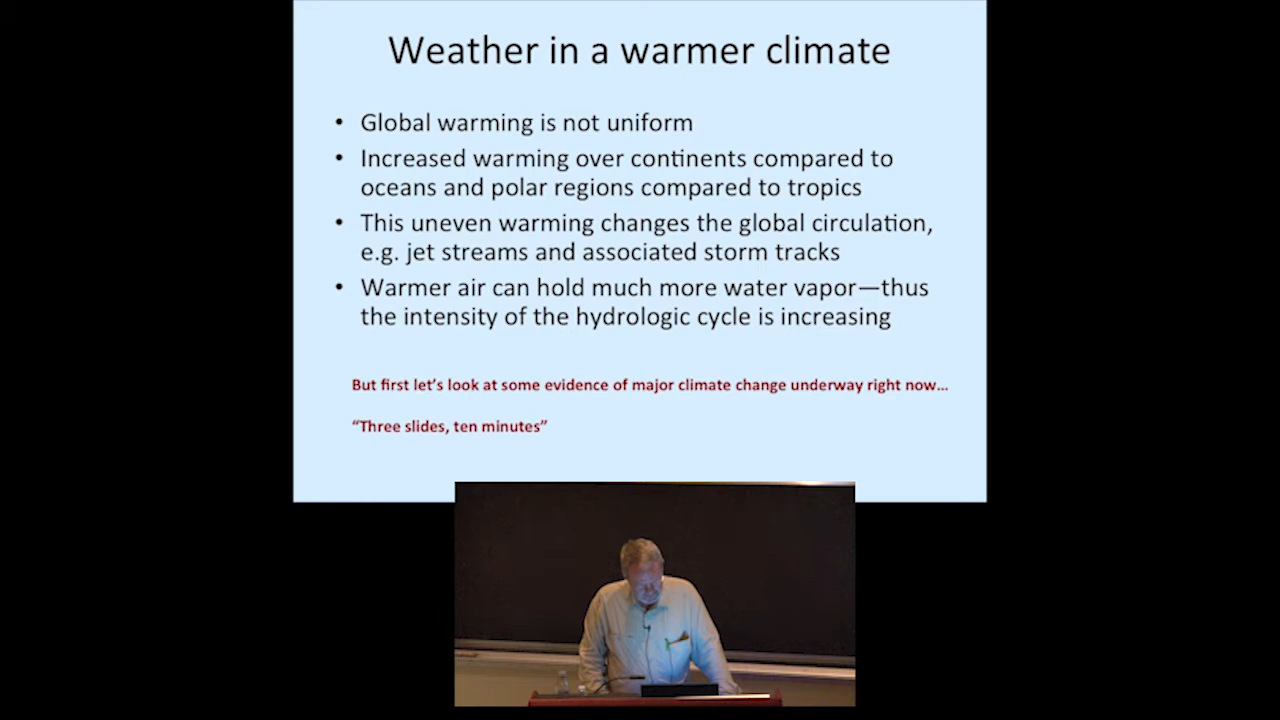 Weather in a warmer climate
• Global warming is not uniform
• Increased warming over continents compared to
oceans and polar regions compared to tropics
• This uneven warming changes the global circulation,
e.g. jet streams and associated storm tracks
• Warmer air can hold much more water vapor—thus
the intensity of the hydrologic cycle is increasing
But first let’s look at some evidence of major climate change underway right now…
“Three slides, ten minutes”